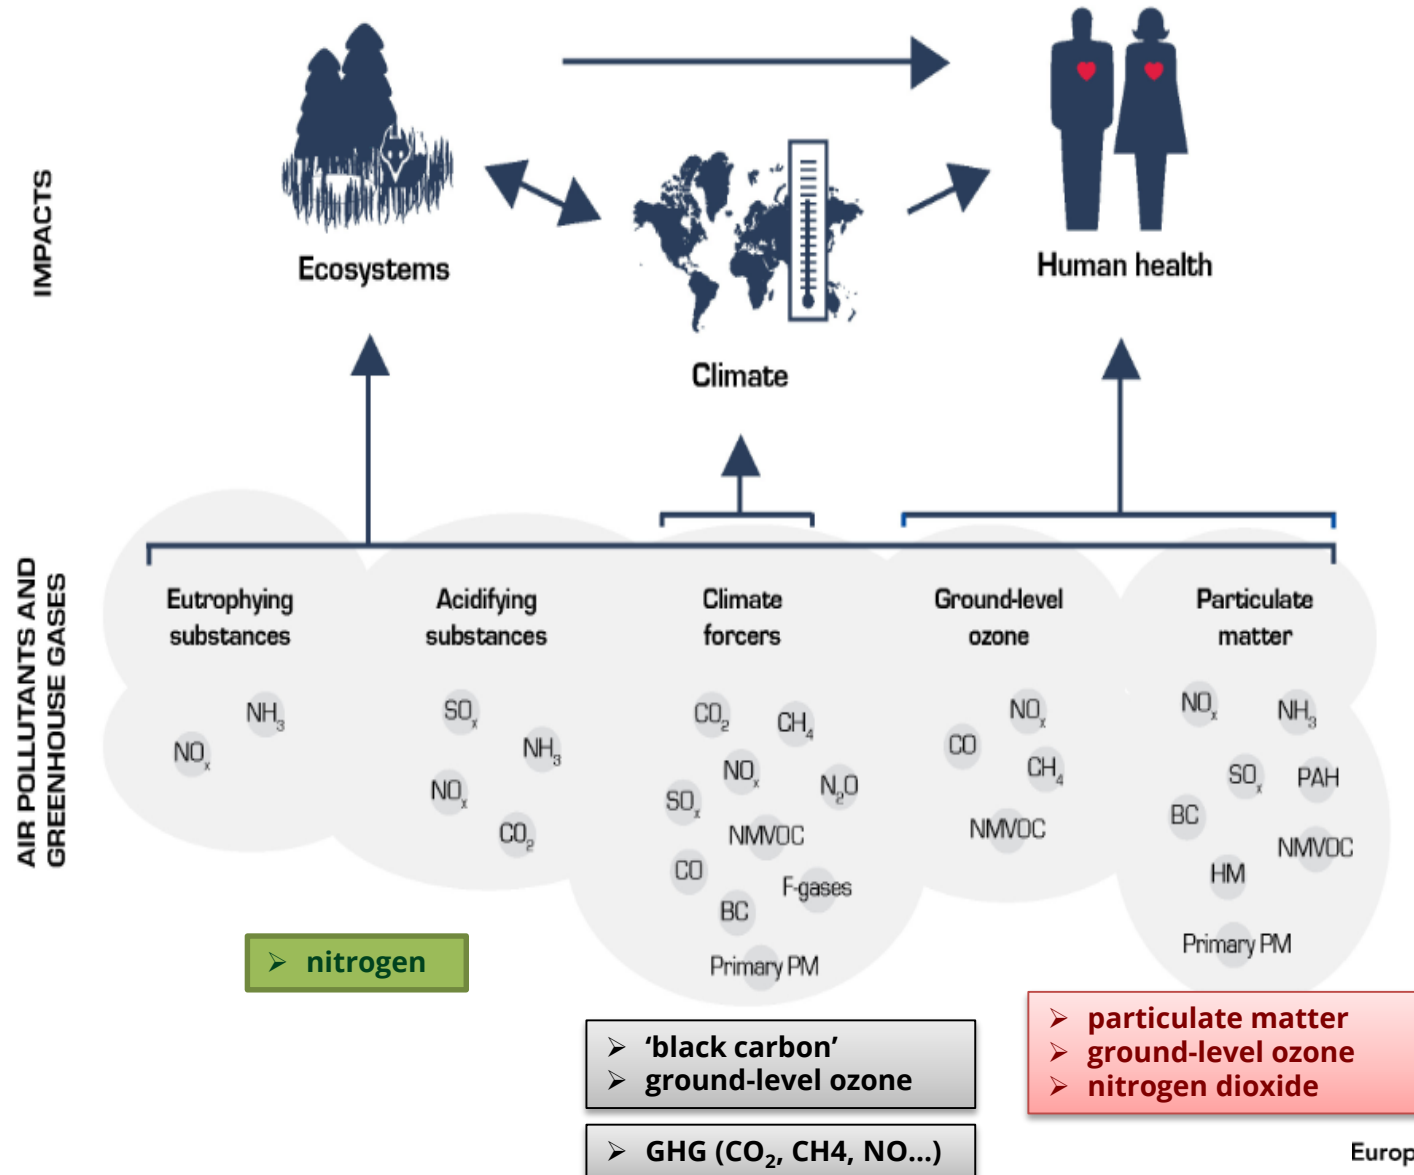 IMPACTS
Ecosystems
Climate
Human health
AIR POLLUTANTS AND
GREENHOUSE GASES
Eutrophying
substances
NH₃
NOₓ
Acidifying
substances
SOₓ
NH₃
NOₓ
CO₂
Climate
forcers
CO₂
CH₄
NOₓ
N₂O
SOₓ
NMVOC
CO
F-gases
BC
Primary PM
Ground-level
ozone
NOₓ
CO
CH₄
NMVOC
Particulate
matter
NOₓ
NH₃
SOₓ
PAH
BC
NMVOC
HM
Primary PM
➢ nitrogen
➢ ‘black carbon’
➢ ground-level ozone
➢ GHG (CO₂, CH4, NO...)
➢ particulate matter
➢ ground-level ozone
➢ nitrogen dioxide
Europ